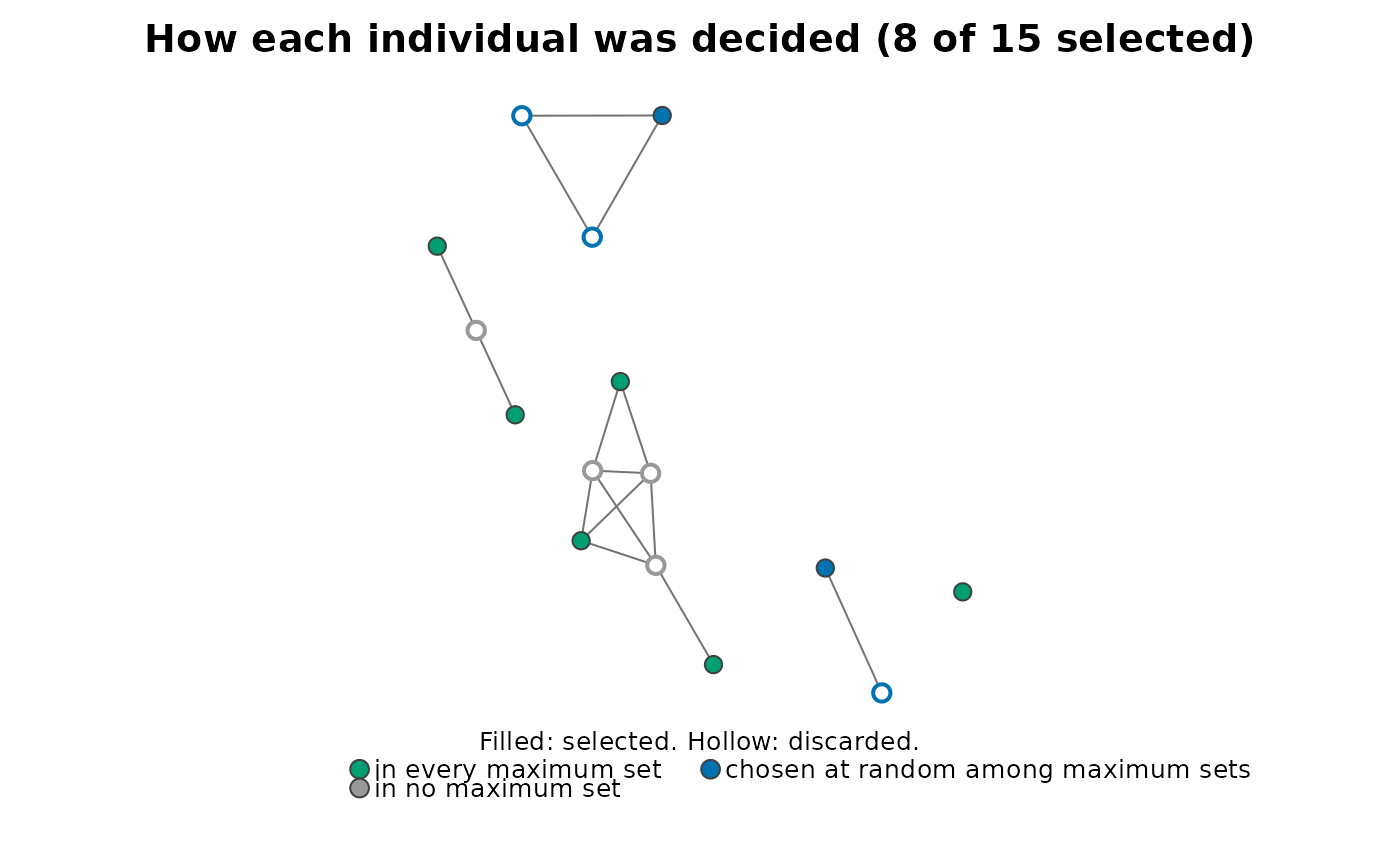 How each individual was decided (8 of 15 selected)
Filled: selected. Hollow: discarded.
in every maximum set
chosen at random among maximum sets
in no maximum set